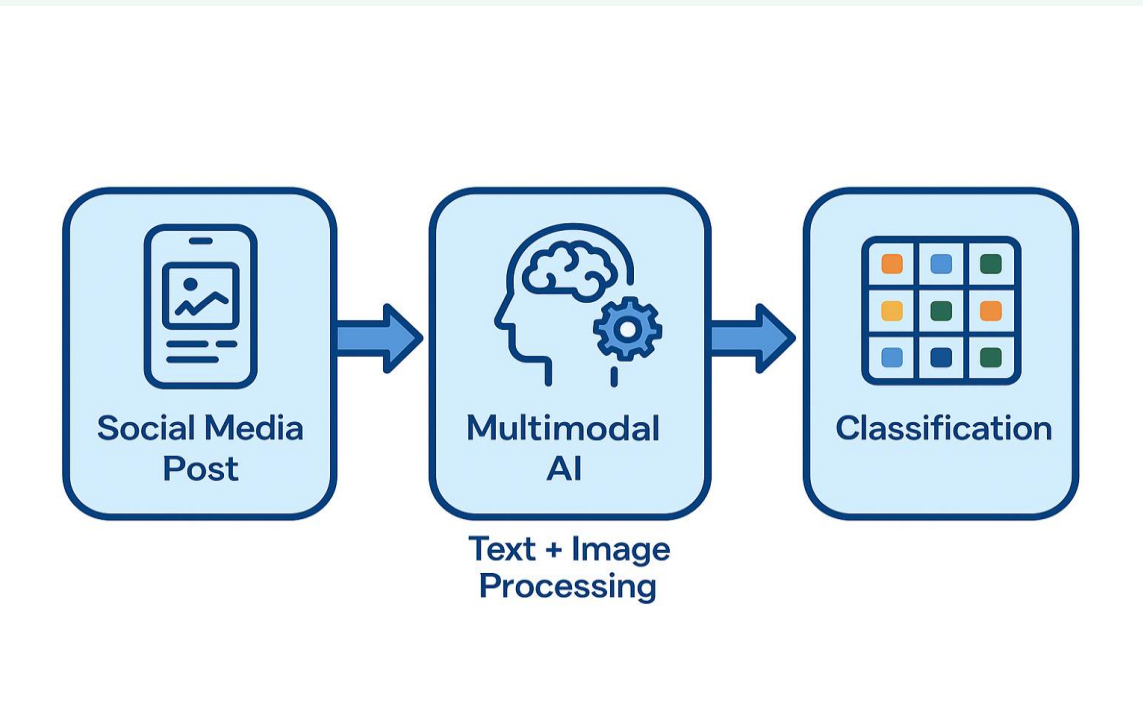 Social Media
Post
Multimodal
AI
Classification
Text + Image
Processing